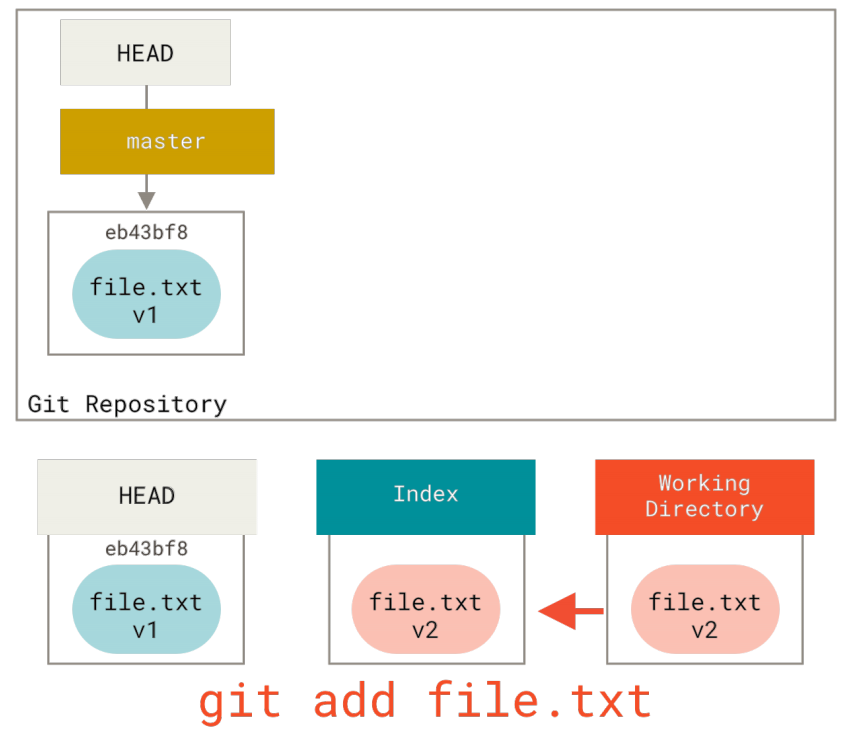 HEAD
master
eb43bf8
file.txt
v1
Git Repository
HEAD
Index
Working
Directory
eb43bf8
file.txt
v1
file.txt
v2
file.txt
v2
git add file.txt